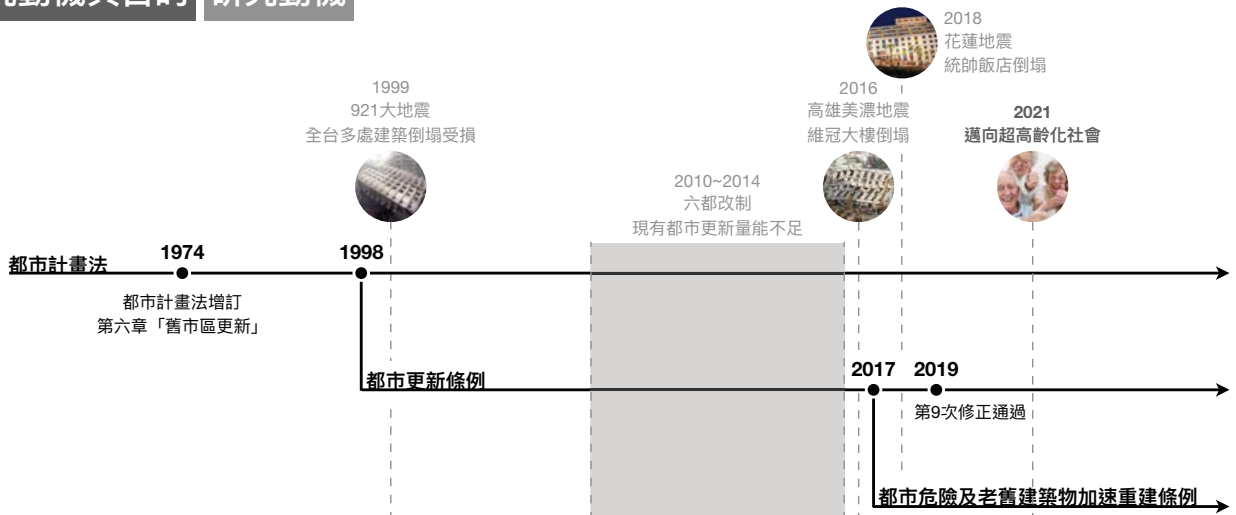 動機與目的 研究動機
2018
花蓮地震
統帥飯店倒塌
1999
921大地震
全台多處建築倒塌受損
2016
高雄美濃地震
維冠大樓倒塌
2021
邁向超高齡化社會
2010~2014
六都改制
現有都市更新量能不足
都市計畫法
1974
1998
都市計畫法增訂
第六章「舊市區更新」
都市更新條例
2017
2019
第9次修正通過
都市危險及老舊建築物加速重建條例